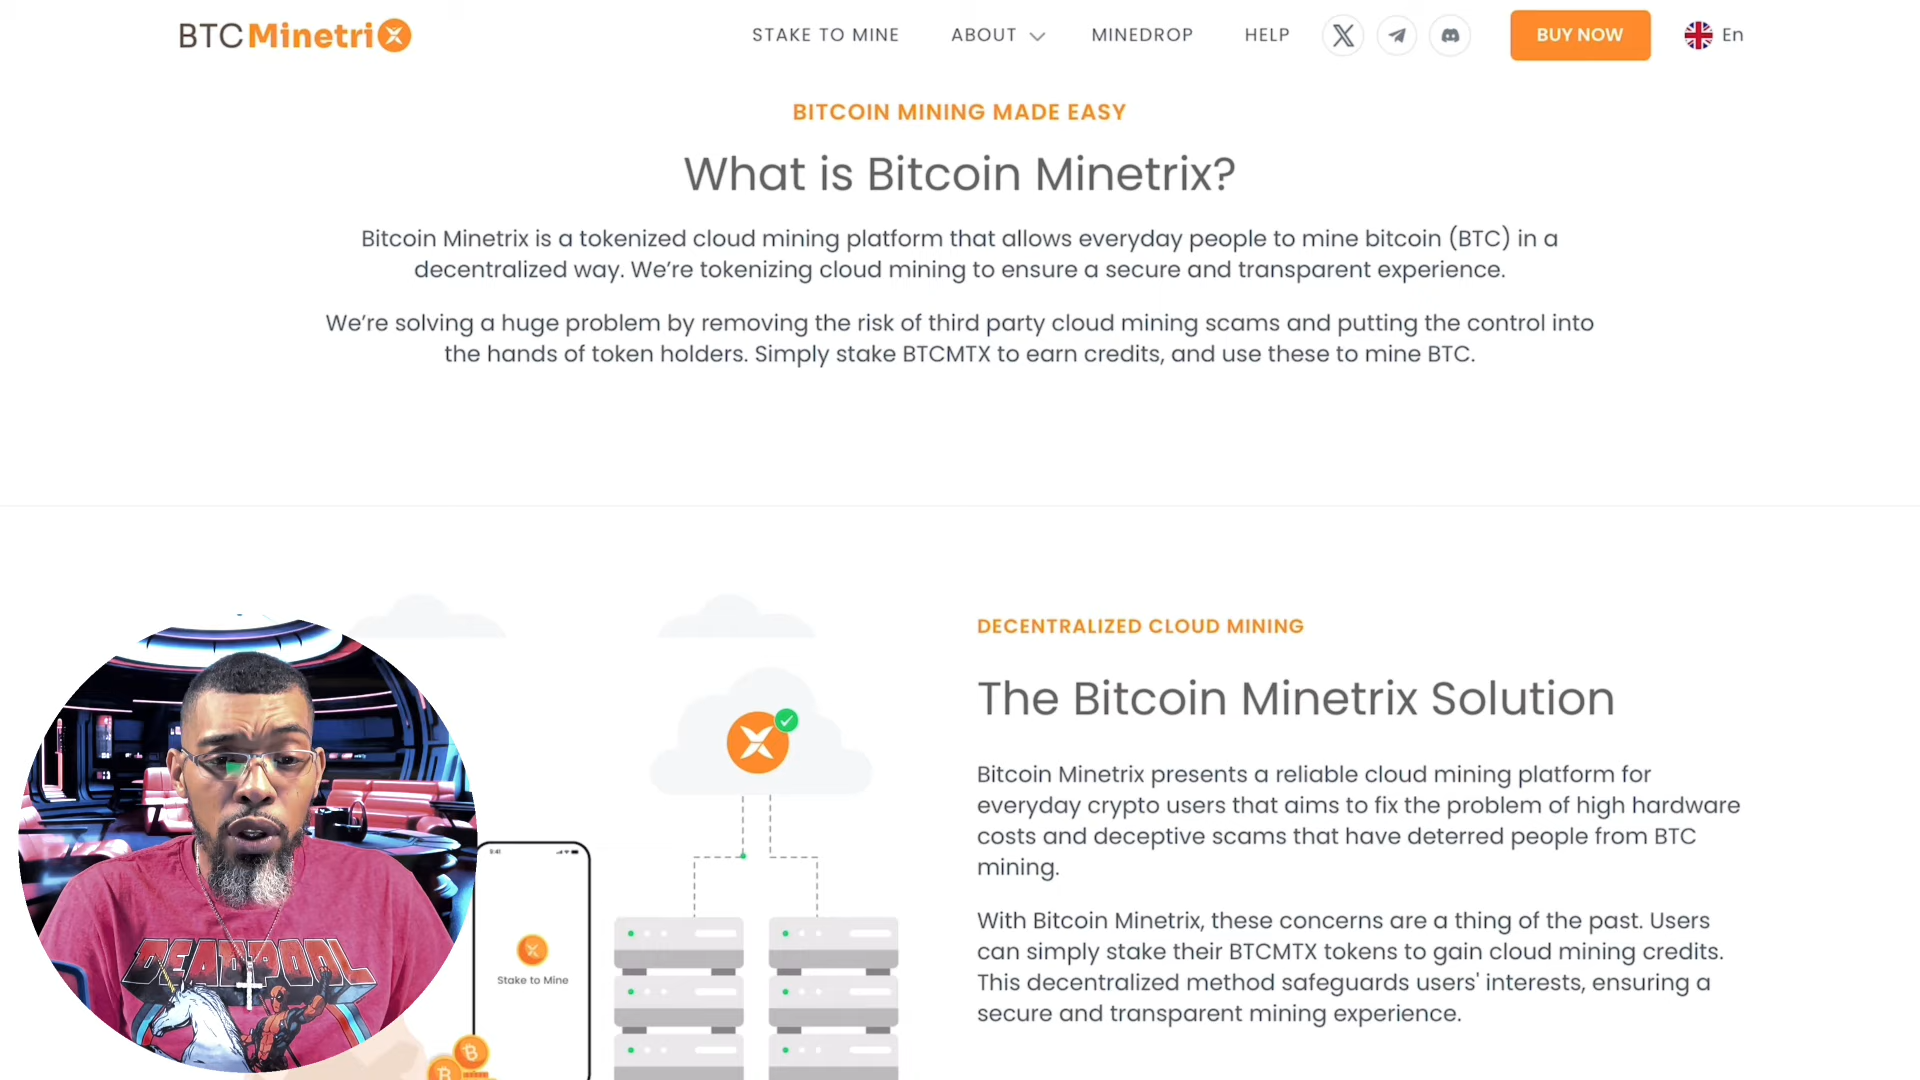 BTC Minetrix
STAKE TO MINE
ABOUT
MINEDROP
HELP
BUY NOW
En
BITCOIN MINING MADE EASY
What is Bitcoin Minetrix?
Bitcoin Minetrix is a tokenized cloud mining platform that allows everyday people to mine bitcoin (BTC) in a
decentralized way. We’re tokenizing cloud mining to ensure a secure and transparent experience.
We’re solving a huge problem by removing the risk of third party cloud mining scams and putting the control into
the hands of token holders. Simply stake BTCMTX to earn credits, and use these to mine BTC.
DECENTRALIZED CLOUD MINING
The Bitcoin Minetrix Solution
Bitcoin Minetrix presents a reliable cloud mining platform for
everyday crypto users that aims to fix the problem of high hardware
costs and deceptive scams that have deterred people from BTC
mining.
With Bitcoin Minetrix, these concerns are a thing of the past. Users
can simply stake their BTCMTX tokens to gain cloud mining credits.
This decentralized method safeguards users' interests, ensuring a
secure and transparent mining experience.
9:41
Stake to Mine
DEADPOOL